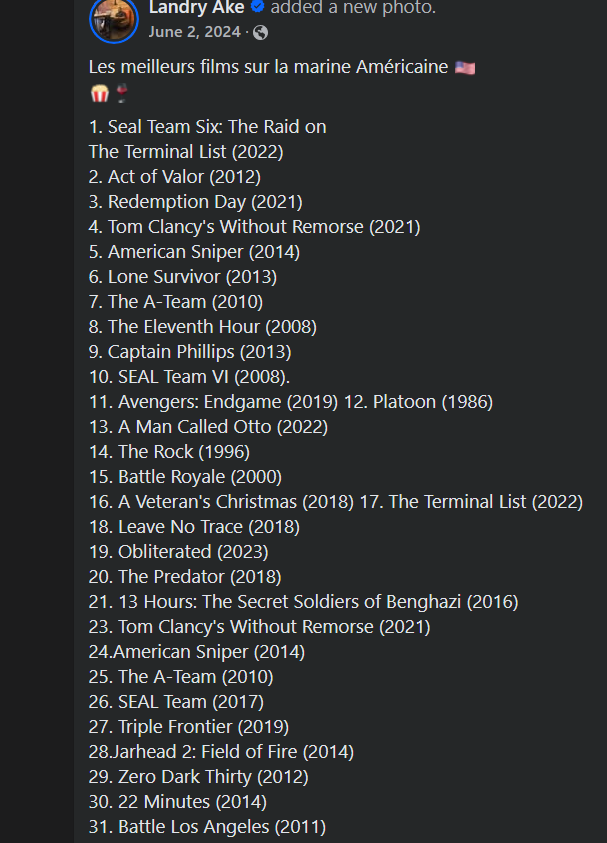 Landry Ake added a new photo.
June 2, 2024 ·
Les meilleurs films sur la marine Américaine 🇺🇸
🍿🍷
1. Seal Team Six: The Raid on
The Terminal List (2022)
2. Act of Valor (2012)
3. Redemption Day (2021)
4. Tom Clancy's Without Remorse (2021)
5. American Sniper (2014)
6. Lone Survivor (2013)
7. The A-Team (2010)
8. The Eleventh Hour (2008)
9. Captain Phillips (2013)
10. SEAL Team VI (2008).
11. Avengers: Endgame (2019) 12. Platoon (1986)
13. A Man Called Otto (2022)
14. The Rock (1996)
15. Battle Royale (2000)
16. A Veteran's Christmas (2018) 17. The Terminal List (2022)
18. Leave No Trace (2018)
19. Obliterated (2023)
20. The Predator (2018)
21. 13 Hours: The Secret Soldiers of Benghazi (2016)
23. Tom Clancy's Without Remorse (2021)
24.American Sniper (2014)
25. The A-Team (2010)
26. SEAL Team (2017)
27. Triple Frontier (2019)
28.Jarhead 2: Field of Fire (2014)
29. Zero Dark Thirty (2012)
30. 22 Minutes (2014)
31. Battle Los Angeles (2011)